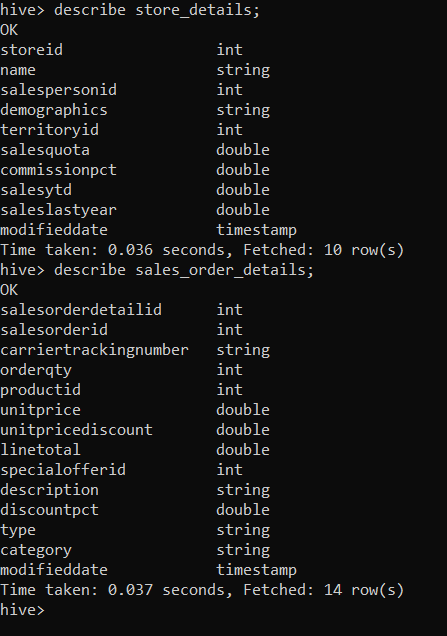 hive> describe store_details;
OK
storeid int
name string
salespersonid int
demographics string
territoryid int
salesquota double
commissionpct double
salesytd double
saleslastyear double
modifieddate timestamp
Time taken: 0.036 seconds, Fetched: 10 row(s)
hive> describe sales_order_details;
OK
salesorderdetailid int
salesorderid int
carriertrackingnumber string
orderqty int
productid int
unitprice double
unitpricediscount double
linetotal double
specialofferid int
description string
discountpct double
type string
category string
modifieddate timestamp
Time taken: 0.037 seconds, Fetched: 14 row(s)
hive>